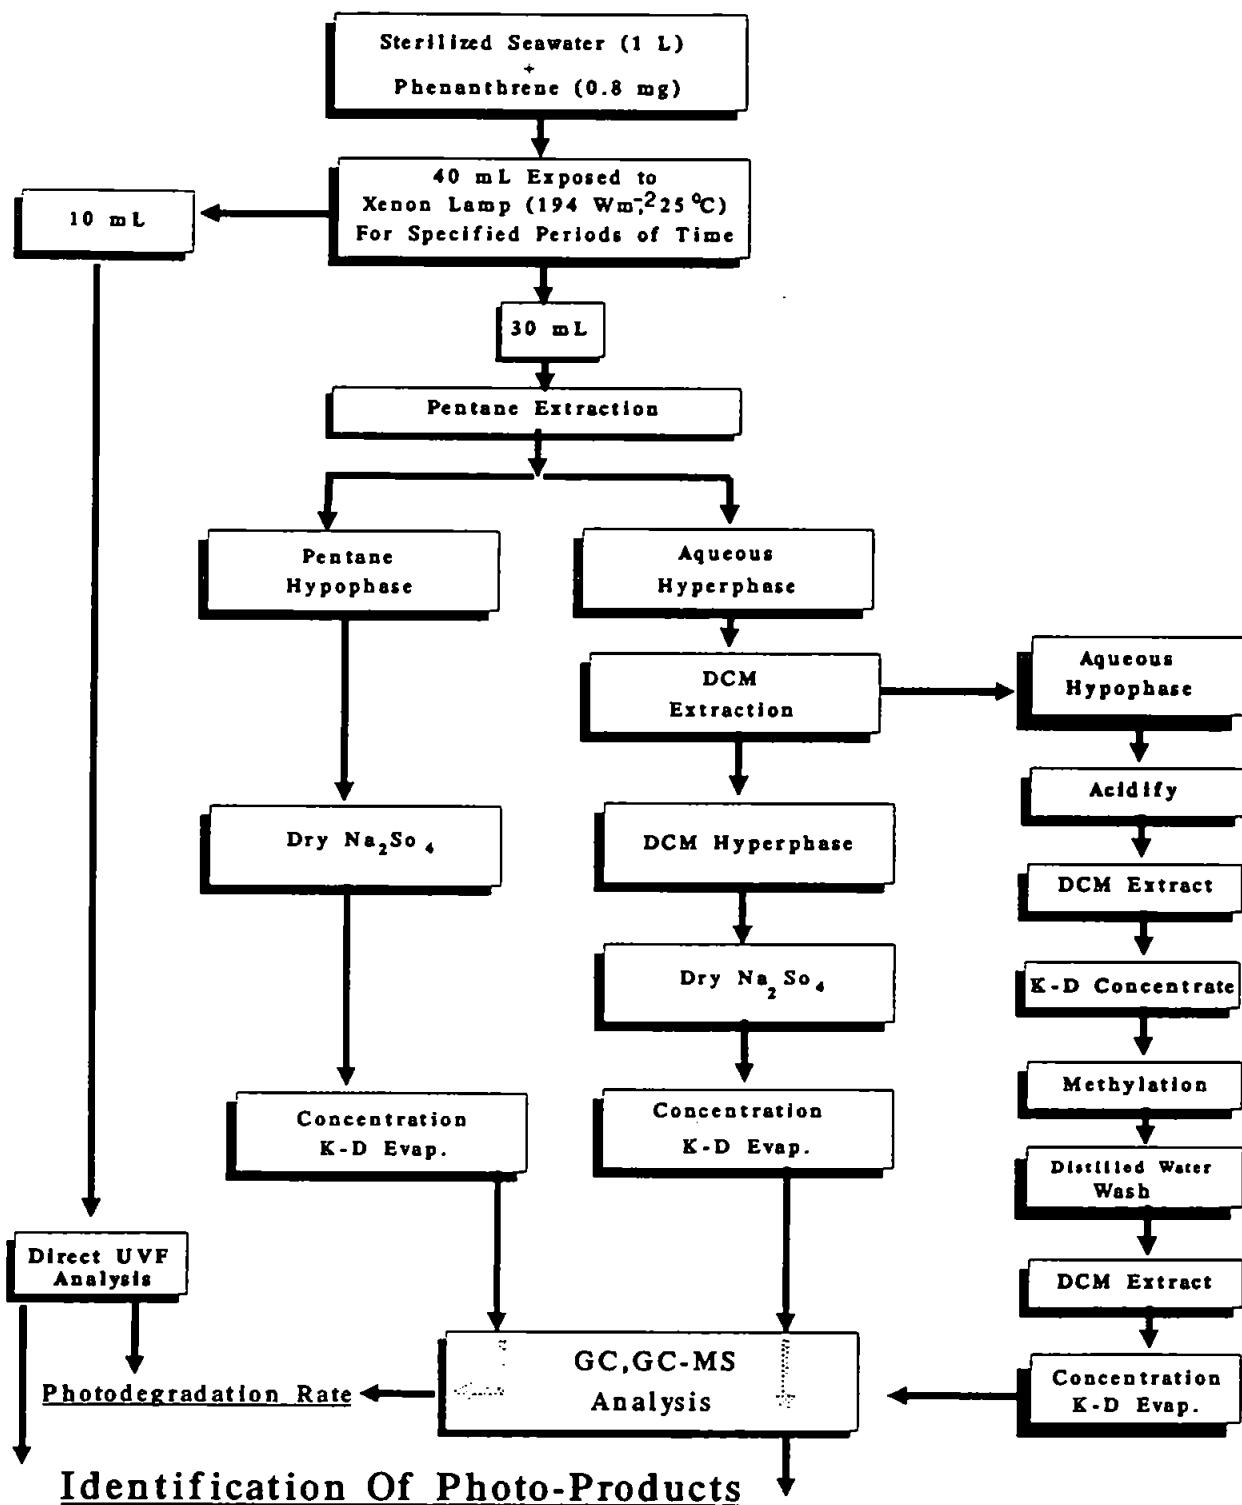 Sterilized Seawater (1 L)
+
Phenanthrene (0.8 mg)
40 mL Exposed to
Xenon Lamp (194 Wm⁻², 25 °C)
For Specified Periods of Time
10 mL
30 mL
Pentane Extraction
Pentane
Hypophase
Aqueous
Hyperphase
DCM
Extraction
Aqueous
Hypophase
Acidify
Dry Na₂So₄
DCM Hyperphase
DCM Extract
Dry Na₂So₄
K-D Concentrate
Methylation
Concentration
K-D Evap.
Concentration
K-D Evap.
Distilled Water
Wash
Direct UVF
Analysis
DCM Extract
GC,GC-MS
Analysis
Concentration
K-D Evap.
Photodegradation Rate
Identification Of Photo-Products